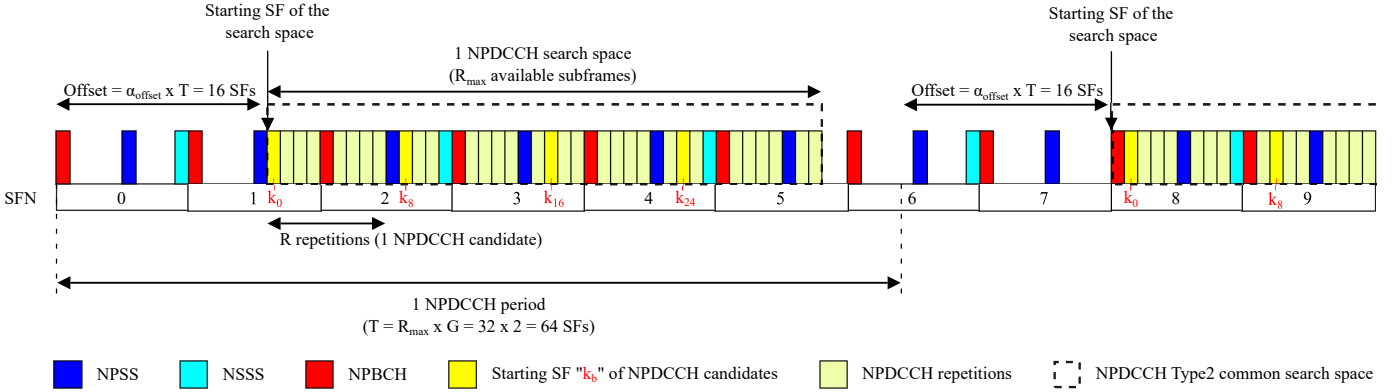 Starting SF of the
search space
Starting SF of the
search space
1 NPDCCH search space
(Rmax available subframes)
Offset = αoffset x T = 16 SFs
Offset = αoffset x T = 16 SFs
SFN
0 1 k0 2 k8 3 k16 4 k24 5 6 7 k0 8 k8 9
R repetitions (1 NPDCCH candidate)
1 NPDCCH period
(T = Rmax x G = 32 x 2 = 64 SFs)
NPSS
NSSS
NPBCH
Starting SF "kb" of NPDCCH candidates
NPDCCH repetitions
NPDCCH Type2 common search space